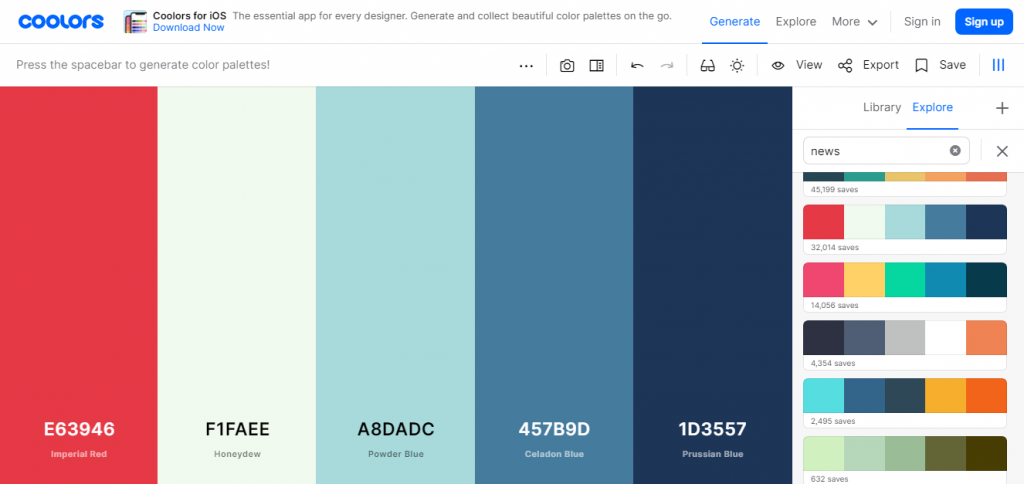 coolors
Coolors for iOS The essential app for every designer. Generate and collect beautiful color palettes on the go.
Download Now
Generate Explore More Sign in Sign up
Press the spacebar to generate color palettes!
View Export Save
Library Explore
news
45,199 saves
32,014 saves
14,056 saves
4,354 saves
2,495 saves
632 saves
E63946 F1FAEE A8DADC 457B9D 1D3557
Imperial Red Honeydew Powder Blue Celadon Blue Prussian Blue